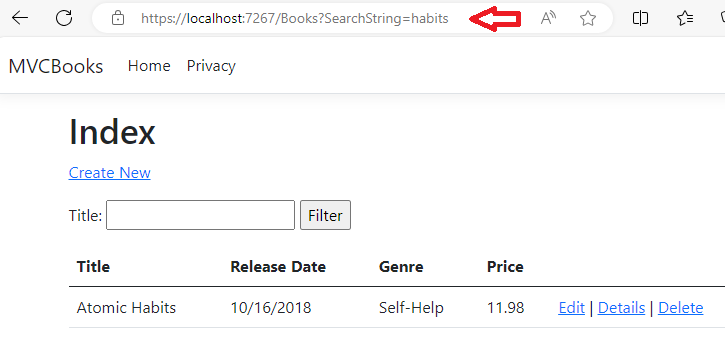 https://localhost:7267/Books?SearchString=habits
MVCBooks Home Privacy
Index
Create New
Title: Filter
Title Release Date Genre Price
Atomic Habits 10/16/2018 Self-Help 11.98 Edit | Details | Delete